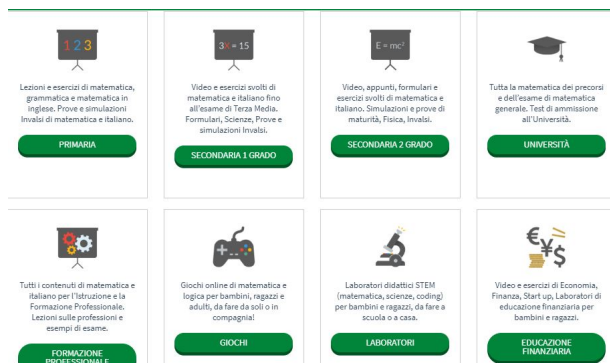 1 2 3
Lezioni e esercizi di matematica,
grammatica e matematica in
inglese. Prove e simulazioni
Invalsi di matematica e italiano.
PRIMARIA
3X = 15
Video e esercizi svolti di
matematica e italiano fino
all'esame di Terza Media.
Formulari, Scienze, Prove e
simulazioni Invalsi.
SECONDARIA 1 GRADO
E = mc²
Video, appunti, formulari e
esercizi svolti di matematica e
italiano. Simulazioni e prove di
maturità, Fisica, Invalsi.
SECONDARIA 2 GRADO
Tutta la matematica dei precorsi
e dell'esame di matematica
generale. Test di ammissione
all'Università.
UNIVERSITÀ
Tutti i contenuti di matematica e
italiano per l'Istruzione e la
Formazione Professionale.
Lezioni sulle professioni e
esempi di esame.
FORMAZIONE
PROFESSIONALE
Giochi online di matematica e
logica per bambini, ragazzi e
adulti, da fare da soli o in
compagnia!
GIOCHI
Laboratori didattici STEM
(matematica, scienze, coding)
per bambini e ragazzi, da fare a
scuola o a casa.
LABORATORI
€ ¥ $
Video e esercizi di Economia,
Finanza, Start up, Laboratori di
educazione finanziaria per
bambini e ragazzi.
EDUCAZIONE
FINANZIARIA